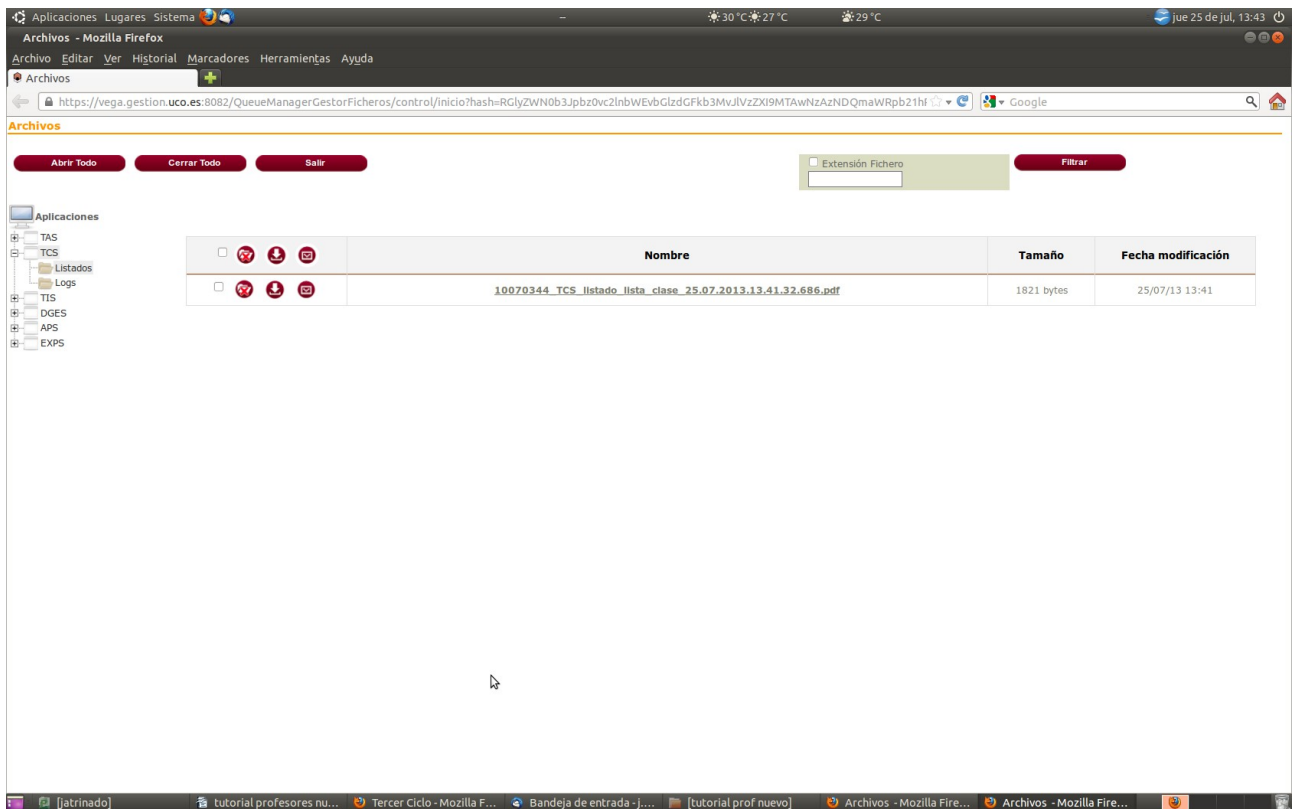 Aplicaciones Lugares Sistema – 30 °C 27 °C 29 °C jue 25 de jul, 13:43
Archivos - Mozilla Firefox
Archivo Editar Ver Historial Marcadores Herramientas Ayuda
Archivos
https://vega.gestion.uco.es:8082/QueueManagerGestorFicheros/control/inicio?hash= Google
Archivos
Abrir Todo Cerrar Todo Salir Extensión Fichero Filtrar
Aplicaciones
TAS
TCS
Listados
Logs
TIS
DGES
APS
EXPS
Nombre Tamaño Fecha modificación
10070344_TCS_listado_lista_clase_25.07.2013.13.41.32.686.pdf 1821 bytes 25/07/13 13:41
[jatrinado] tutorial profesores nu... Tercer Ciclo - Mozilla F... Bandeja de entrada - j.... [tutorial prof nuevo] Archivos - Mozilla Fire... Archivos - Mozilla Fire...